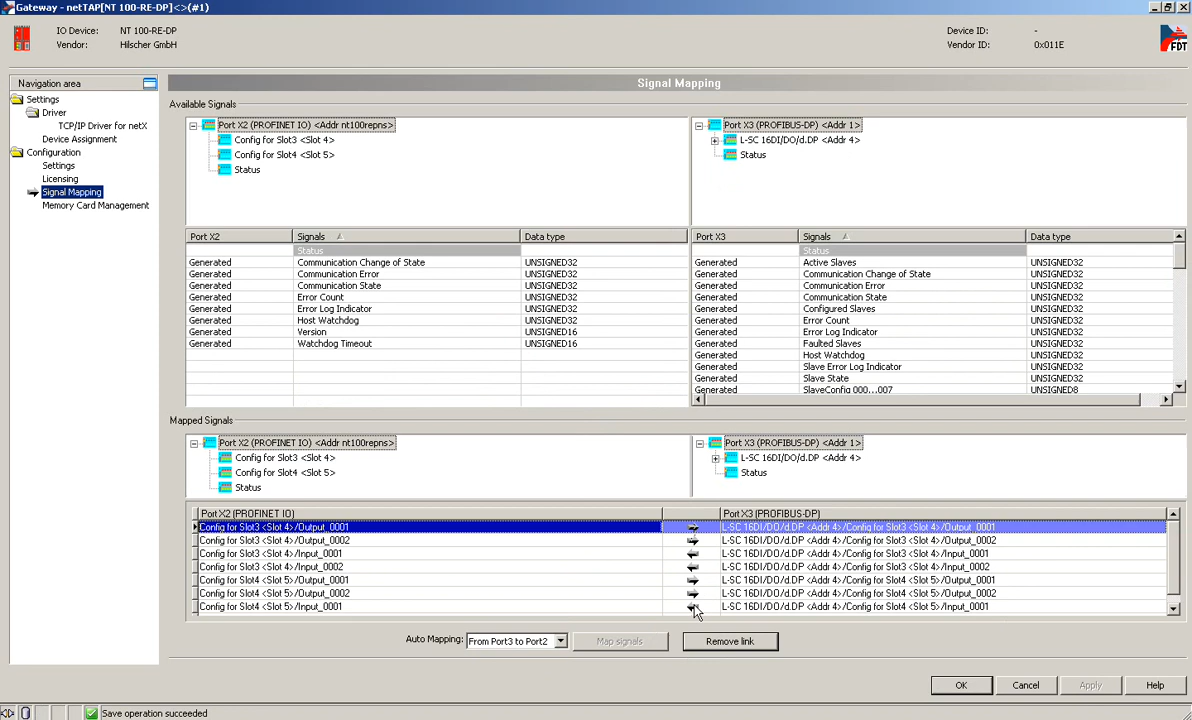 Gateway - netTAP[NT 100-RE-DP]<>(#1)
IO Device: NT 100-RE-DP
Vendor: Hilscher GmbH
Device ID: -
Vendor ID: 0x011E
FDT
Navigation area
Settings
Driver
TCP/IP Driver for netX
Device Assignment
Configuration
Settings
Licensing
Signal Mapping
Memory Card Management
Signal Mapping
Available Signals
Port X2 (PROFINET IO) <Addr nt100repns>
Config for Slot3 <Slot 4>
Config for Slot4 <Slot 5>
Status
Port X3 (PROFIBUS-DP) <Addr 1>
L-SC 16DI/DO/d.DP <Addr 4>
Status
Port X2 Signals Data type
Status
Generated Communication Change of State UNSIGNED32
Generated Communication Error UNSIGNED32
Generated Communication State UNSIGNED32
Generated Error Count UNSIGNED32
Generated Error Log Indicator UNSIGNED32
Generated Host Watchdog UNSIGNED32
Generated Version UNSIGNED16
Generated Watchdog Timeout UNSIGNED16
Port X3 Signals Data type
Status
Generated Active Slaves UNSIGNED32
Generated Communication Change of State UNSIGNED32
Generated Communication Error UNSIGNED32
Generated Communication State UNSIGNED32
Generated Configured Slaves UNSIGNED32
Generated Error Count UNSIGNED32
Generated Error Log Indicator UNSIGNED32
Generated Faulted Slaves UNSIGNED32
Generated Host Watchdog UNSIGNED32
Generated Slave Error Log Indicator UNSIGNED32
Generated Slave State UNSIGNED32
Generated SlaveConfig 000...007 UNSIGNED8
Mapped Signals
Port X2 (PROFINET IO) <Addr nt100repns>
Config for Slot3 <Slot 4>
Config for Slot4 <Slot 5>
Status
Port X3 (PROFIBUS-DP) <Addr 1>
L-SC 16DI/DO/d.DP <Addr 4>
Status
Port X2 (PROFINET IO) Port X3 (PROFIBUS-DP)
Config for Slot3 <Slot 4>/Output_0001 L-SC 16DI/DO/d.DP <Addr 4>/Config for Slot3 <Slot 4>/Output_0001
Config for Slot3 <Slot 4>/Output_0002 L-SC 16DI/DO/d.DP <Addr 4>/Config for Slot3 <Slot 4>/Output_0002
Config for Slot3 <Slot 4>/Input_0001 L-SC 16DI/DO/d.DP <Addr 4>/Config for Slot3 <Slot 4>/Input_0001
Config for Slot3 <Slot 4>/Input_0002 L-SC 16DI/DO/d.DP <Addr 4>/Config for Slot3 <Slot 4>/Input_0002
Config for Slot4 <Slot 5>/Output_0001 L-SC 16DI/DO/d.DP <Addr 4>/Config for Slot4 <Slot 5>/Output_0001
Config for Slot4 <Slot 5>/Output_0002 L-SC 16DI/DO/d.DP <Addr 4>/Config for Slot4 <Slot 5>/Output_0002
Config for Slot4 <Slot 5>/Input_0001 L-SC 16DI/DO/d.DP <Addr 4>/Config for Slot4 <Slot 5>/Input_0001
Auto Mapping: From Port3 to Port2 Map signals Remove link
OK Cancel Apply Help
Save operation succeeded